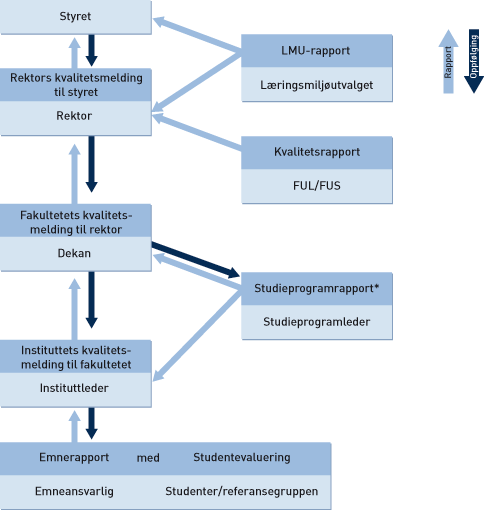 Styret
LMU-rapport
Læringsmiljøutvalget
Rapport
Oppfølging
Rektors kvalitetsmelding
til styret
Rektor
Kvalitetsrapport
FUL/FUS
Fakultetets kvalitets-
melding til rektor
Dekan
Studieprogramrapport*
Studieprogramleder
Instituttets kvalitets-
melding til fakultetet
Instituttleder
Emnerapport med Studentevaluering
Emneansvarlig Studenter/referansegruppen